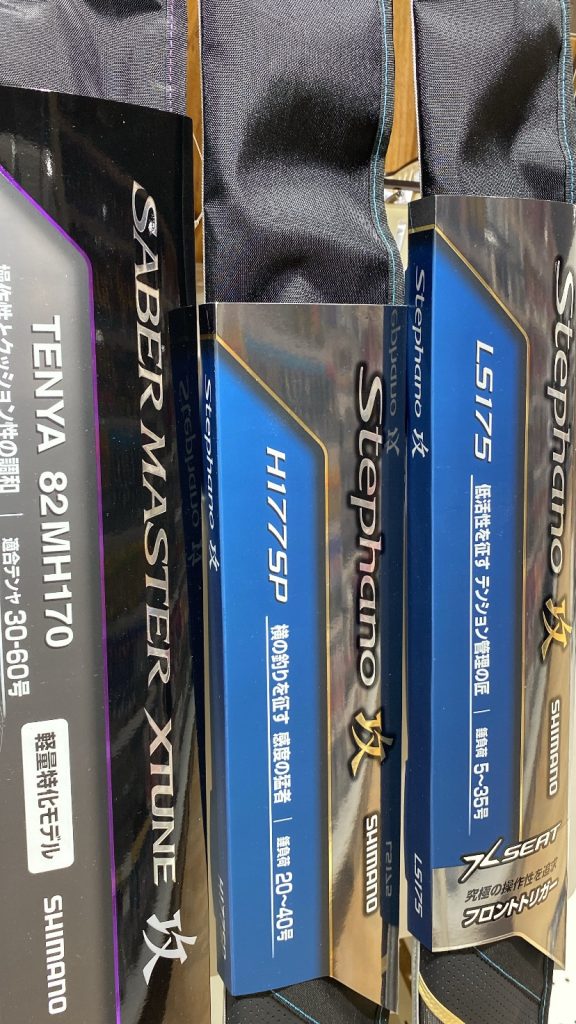 SABER MASTER XTUNE 攻
TENYA 82 MH170
操作性とクッション性の調和 | 適合テンヤ 30-60号
軽量特化モデル
SHIMANO
Stephano 攻
SHIMANO
Stephano 攻
H177SP
横の釣りを征す 感度の猛者 | 錘負荷 20~40号
Stephano 攻
SHIMANO
Stephano 攻
LS175
低活性を征す テンション管理の匠 | 錘負荷 5~35号
X SEAT
究極の操作性を追求
フロントトリガー
LS175